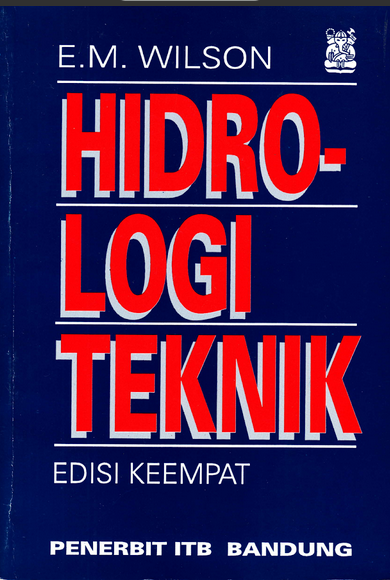 E.M. WILSON
HIDRO-
LOGI
TEKNIK
EDISI KEEMPAT
PENERBIT ITB BANDUNG